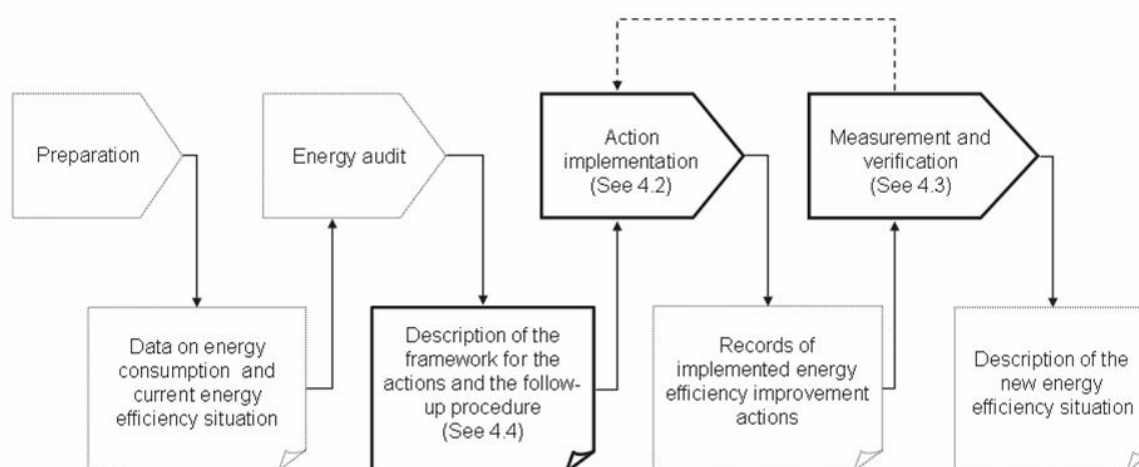 Preparation
Energy audit
Action
implementation
(See 4.2)
Measurement and
verification
(See 4.3)
Data on energy
consumption and
current energy
efficiency situation
Description of the
framework for the
actions and the follow-
up procedure
(See 4.4)
Records of
implemented energy
efficiency improvement
actions
Description of the
new energy
efficiency situation